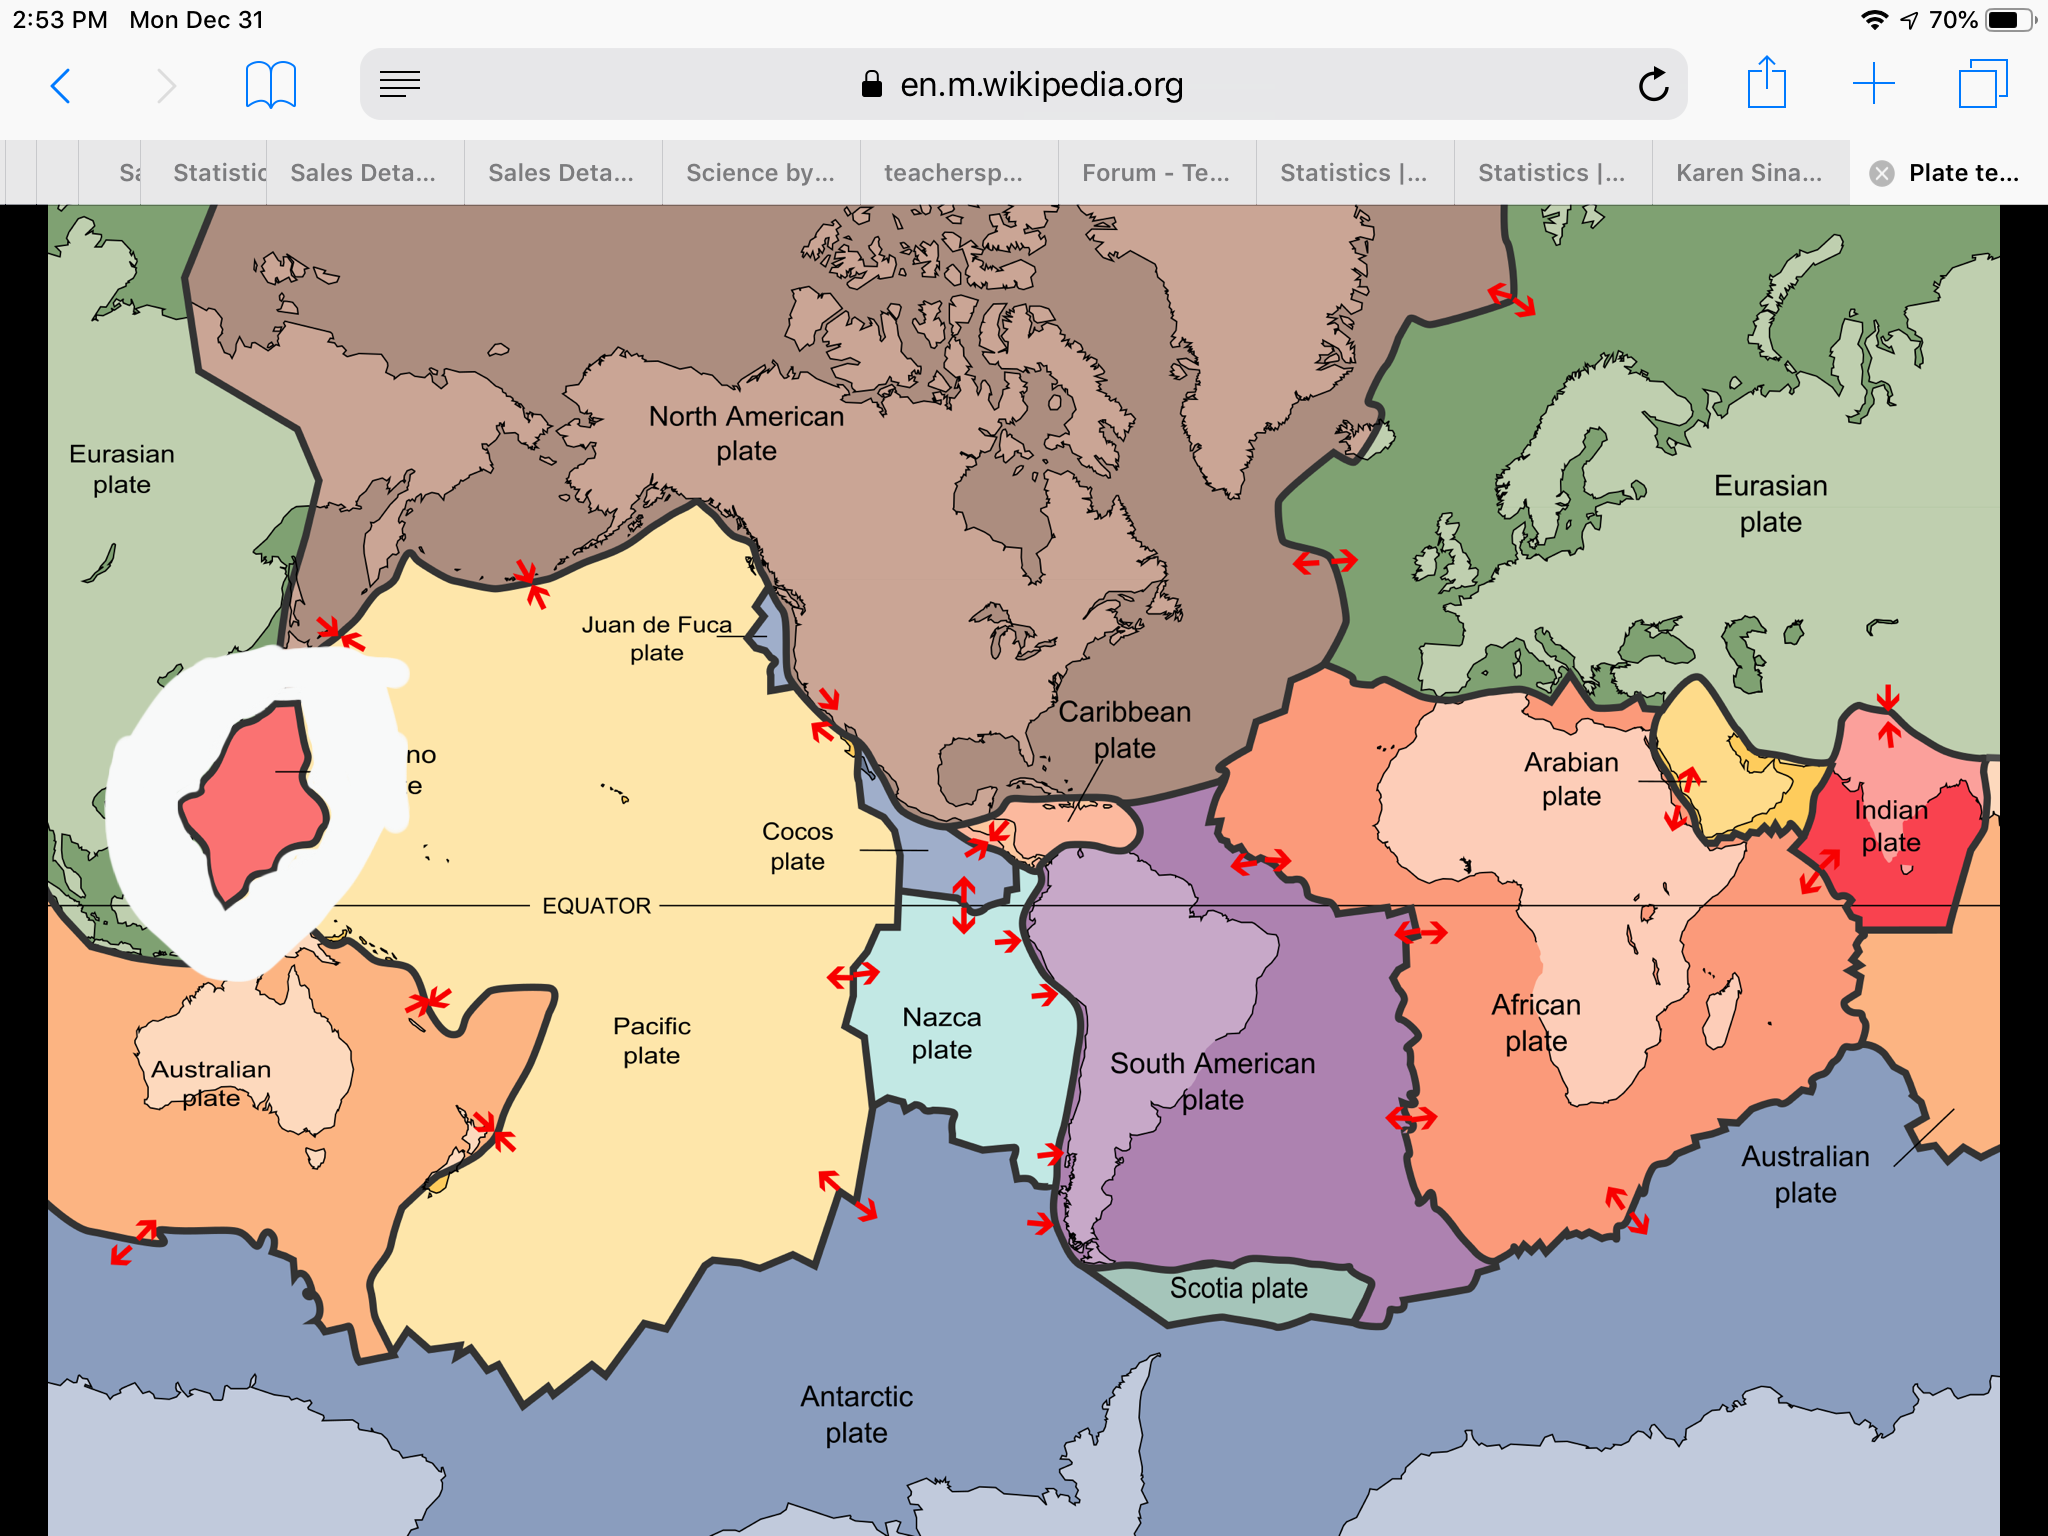 2:53 PM Mon Dec 31
70%
en.m.wikipedia.org
Sa
Statistic
Sales Deta...
Sales Deta...
Science by...
teachersp...
Forum - Te...
Statistics |...
Statistics |...
Karen Sina...
Plate te...
North American
plate
Eurasian
plate
Eurasian
plate
Juan de Fuca
plate
Caribbean
plate
no
e
Arabian
plate
Indian
plate
Cocos
plate
EQUATOR
Pacific
plate
Nazca
plate
African
plate
South American
plate
Australian
plate
Australian
plate
Scotia plate
Antarctic
plate